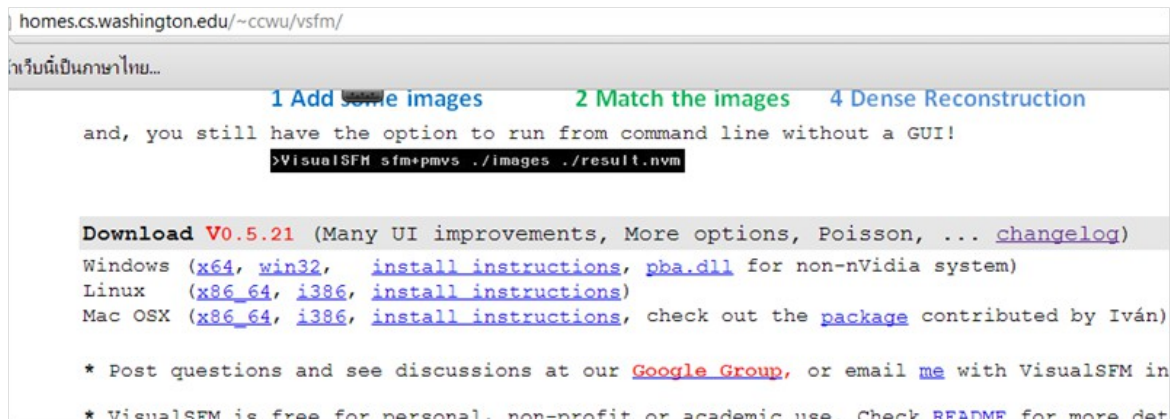 homes.cs.washington.edu/~ccwu/vsfm/
เว็บนี้เป็นภาษาไทย...
1 Add some images 2 Match the images 4 Dense Reconstruction
and, you still have the option to run from command line without a GUI!
>VisualSFM sfm+pmvs ./images ./result.nvm
Download V0.5.21 (Many UI improvements, More options, Poisson, ... changelog)
Windows (x64, win32, install instructions, pba.dll for non-nVidia system)
Linux (x86_64, i386, install instructions)
Mac OSX (x86_64, i386, install instructions, check out the package contributed by Iván)
* Post questions and see discussions at our Google Group, or email me with VisualSFM in
* VisualSFM is free for personal, non-profit or academic use. Check README for more det